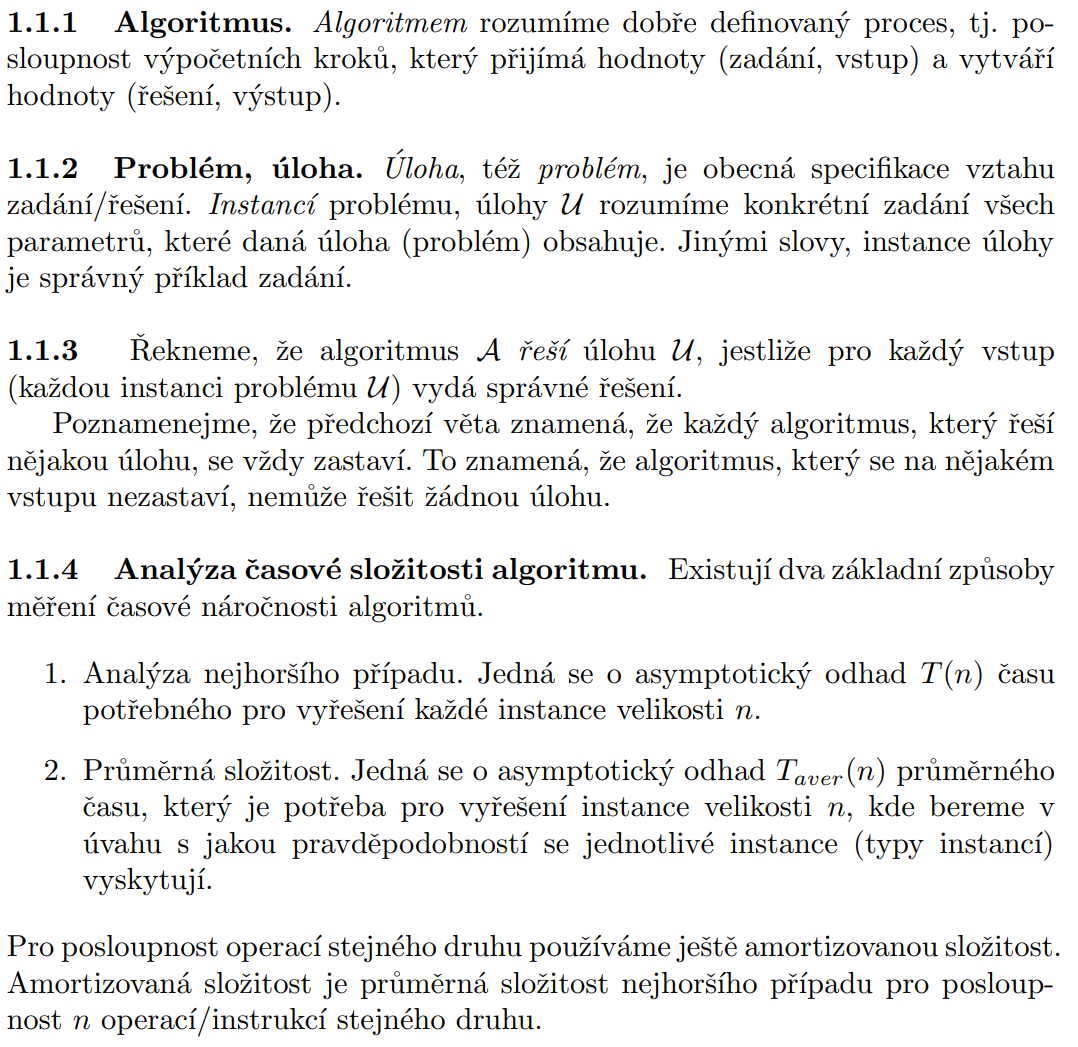 1.1.1 Algoritmus. Algoritmem rozumíme dobře definovaný proces, tj. po-
sloupnost výpočetních kroků, který přijímá hodnoty (zadání, vstup) a vytváří
hodnoty (řešení, výstup).
1.1.2 Problém, úloha. Úloha, též problém, je obecná specifikace vztahu
zadání/řešení. Instancí problému, úlohy 𝒰 rozumíme konkrétní zadání všech
parametrů, které daná úloha (problém) obsahuje. Jinými slovy, instance úlohy
je správný příklad zadání.
1.1.3 Řekneme, že algoritmus 𝒜 řeší úlohu 𝒰, jestliže pro každý vstup
(každou instanci problému 𝒰) vydá správné řešení.
Poznamenejme, že předchozí věta znamená, že každý algoritmus, který řeší
nějakou úlohu, se vždy zastaví. To znamená, že algoritmus, který se na nějakém
vstupu nezastaví, nemůže řešit žádnou úlohu.
1.1.4 Analýza časové složitosti algoritmu. Existují dva základní způsoby
měření časové náročnosti algoritmů.
1. Analýza nejhoršího případu. Jedná se o asymptotický odhad T(n) času
potřebného pro vyřešení každé instance velikosti n.
2. Průměrná složitost. Jedná se o asymptotický odhad T_{aver}(n) průměrného
času, který je potřeba pro vyřešení instance velikosti n, kde bereme v
úvahu s jakou pravděpodobností se jednotlivé instance (typy instancí)
vyskytují.
Pro posloupnost operací stejného druhu používáme ještě amortizovanou složitost.
Amortizovaná složitost je průměrná složitost nejhoršího případu pro posloup-
nost n operací/instrukcí stejného druhu.